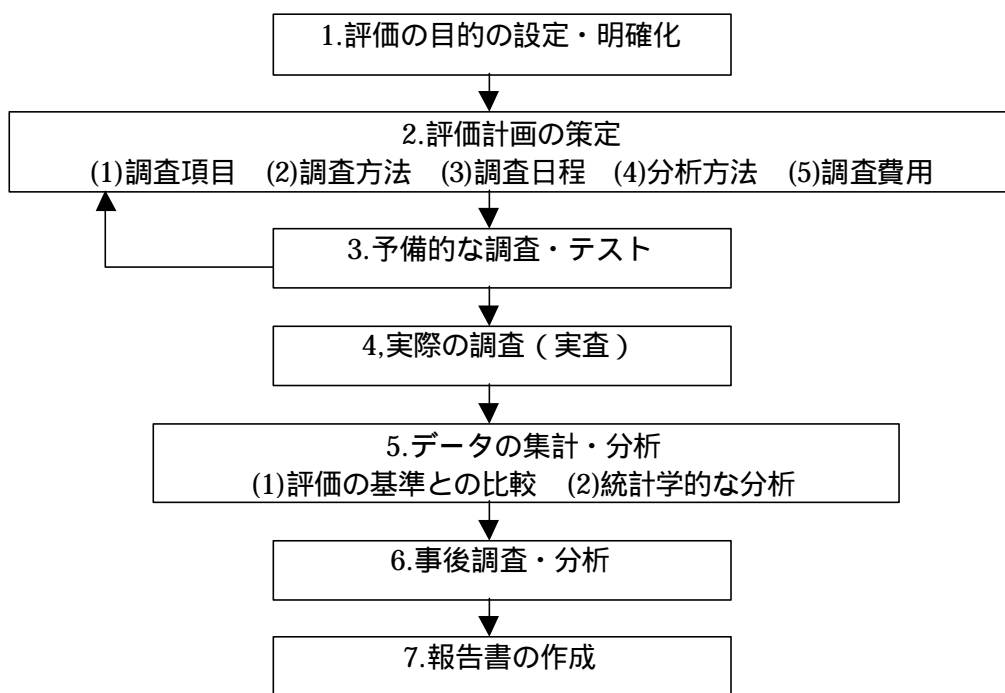 1.評価の目的の設定・明確化
2.評価計画の策定
(1)調査項目　(2)調査方法　(3)調査日程　(4)分析方法　(5)調査費用
3.予備的な調査・テスト
4,実際の調査（実査）
5.データの集計・分析
(1)評価の基準との比較　(2)統計学的な分析
6.事後調査・分析
7.報告書の作成